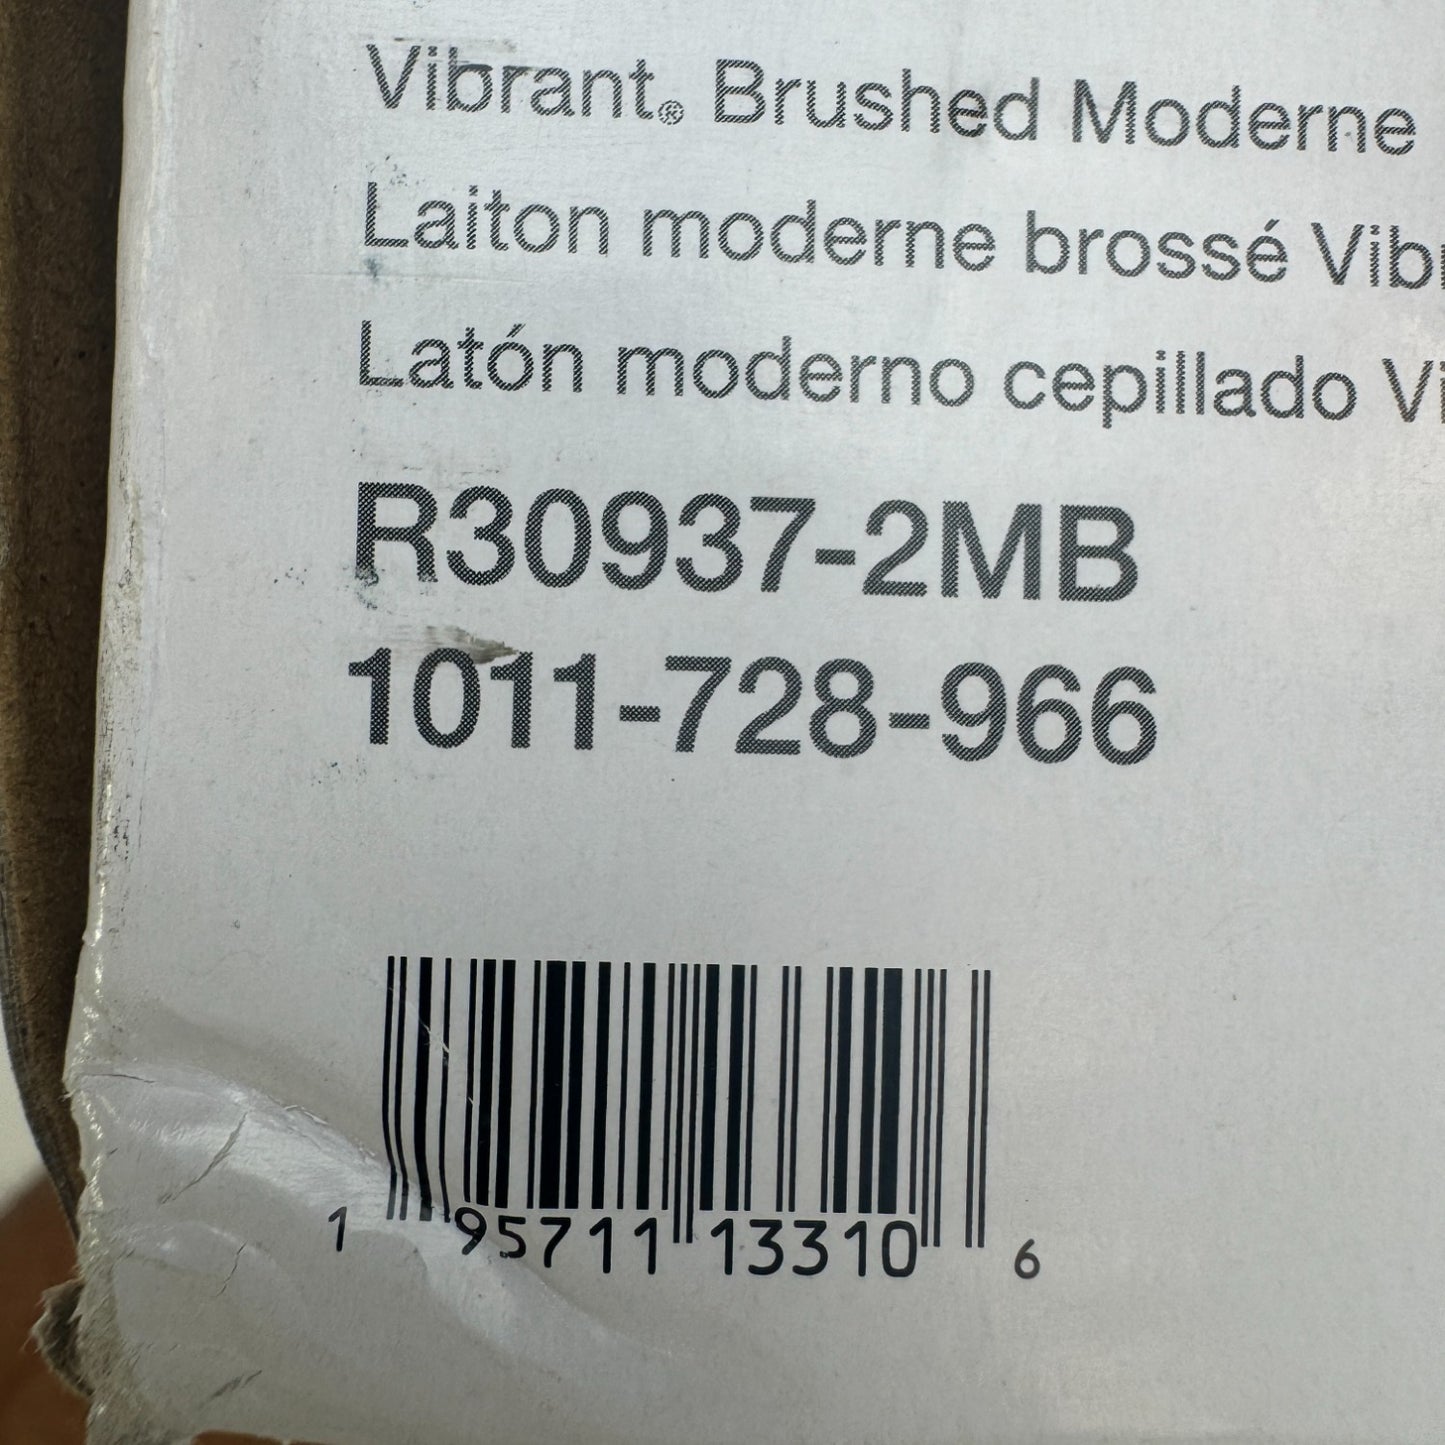 Vibrant® Brushed Moderne
Laiton moderne brossé
Latón moderno cepillado
R30937-2MB
1011-728-966
1 95711 13310 6